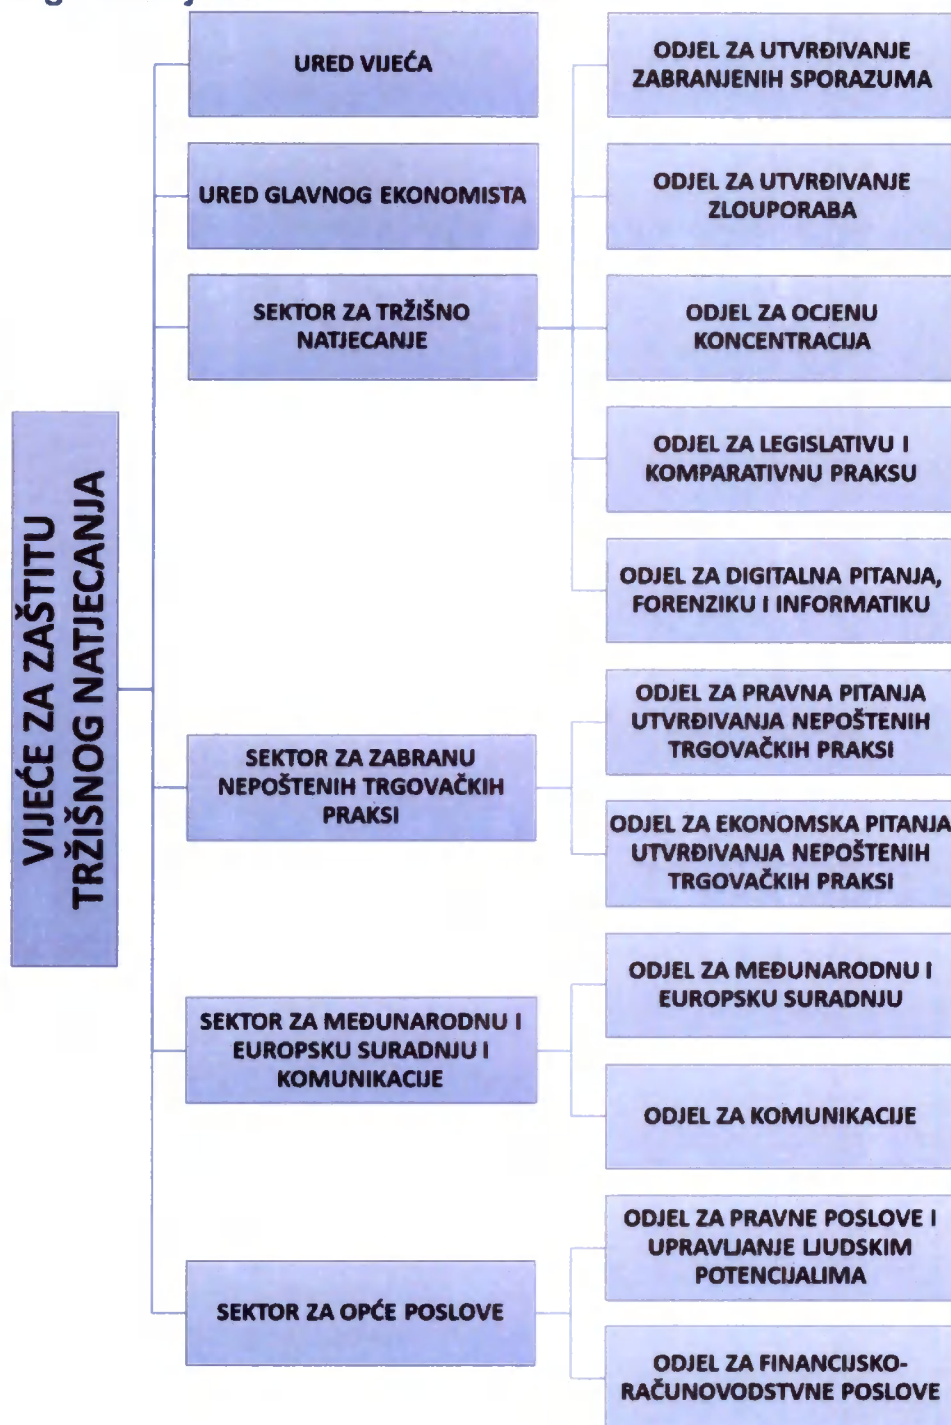 VIJEĆE ZA ZAŠTITU
TRŽIŠNOG NATJECANJA
URED VIJEĆA
URED GLAVNOG EKONOMISTA
SEKTOR ZA TRŽIŠNO
NATJECANJE
ODJEL ZA UTVRĐIVANJE
ZABRANJENIH SPORAZUMA
ODJEL ZA UTVRĐIVANJE
ZLOUPORABA
ODJEL ZA OCJENU
KONCENTRACIJA
ODJEL ZA LEGISLATIVU I
KOMPARATIVNU PRAKSU
ODJEL ZA DIGITALNA PITANJA,
FORENZIKU I INFORMATIKU
SEKTOR ZA ZABRANU
NEPOŠTENIH TRGOVAČKIH
PRAKSI
ODJEL ZA PRAVNA PITANJA
UTVRĐIVANJA NEPOŠTENIH
TRGOVAČKIH PRAKSI
ODJEL ZA EKONOMSKA PITANJA
UTVRĐIVANJA NEPOŠTENIH
TRGOVAČKIH PRAKSI
SEKTOR ZA MEĐUNARODNU I
EUROPSKU SURADNJU I
KOMUNIKACIJE
ODJEL ZA MEĐUNARODNU I
EUROPSKU SURADNJU
ODJEL ZA KOMUNIKACIJE
SEKTOR ZA OPĆE POSLOVE
ODJEL ZA PRAVNE POSLOVE I
UPRAVLJANJE LJUDSKIM
POTENCIJALIMA
ODJEL ZA FINANCIJSKO-
RAČUNOVODSTVNE POSLOVE